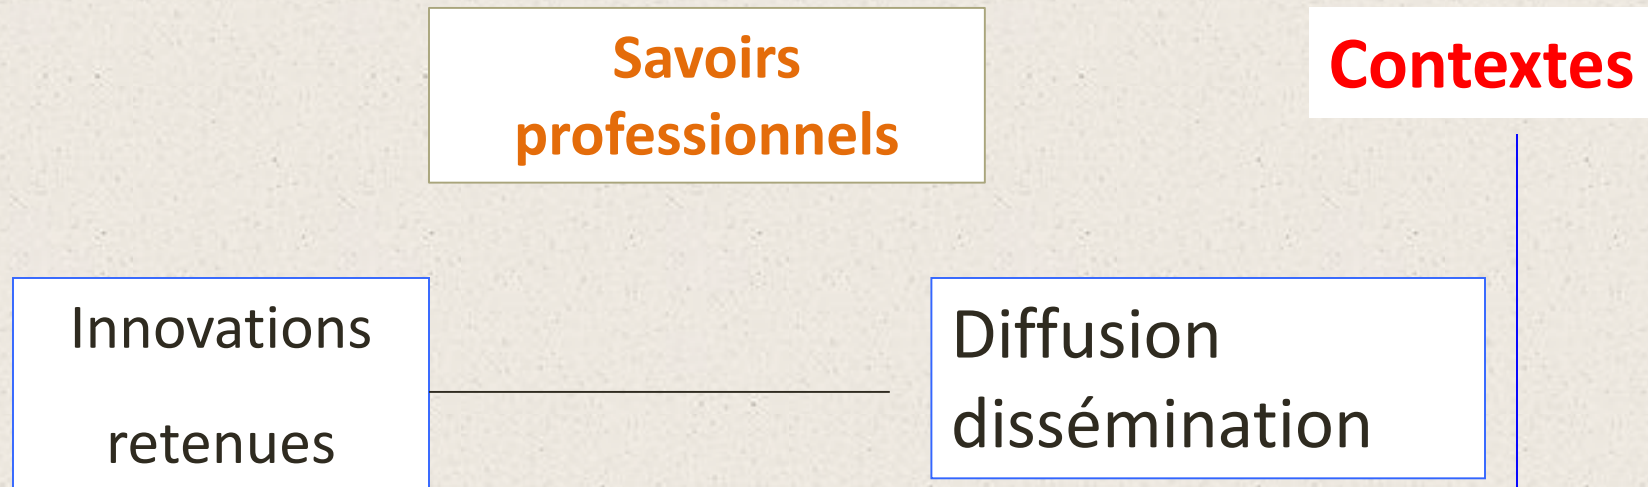 Savoirs
professionnels
Contextes
Innovations
retenues
Diffusion
dissémination